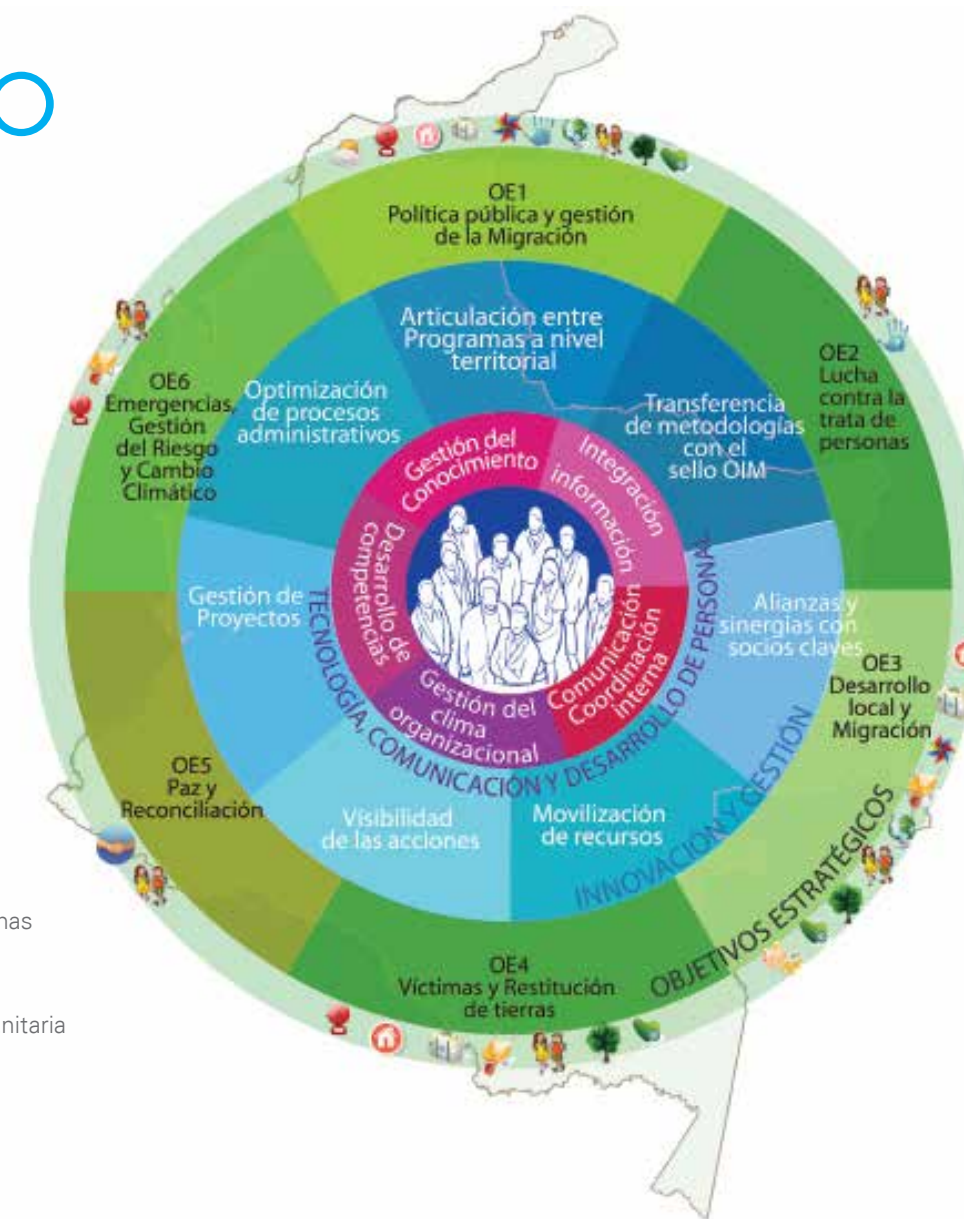 OE1
Política pública y gestión
de la Migración
OE2
Lucha
contra la
trata de
personas
OE3
Desarrollo
local y
Migración
OE4
Víctimas y Restitución
de tierras
OE5
Paz y
Reconciliación
OE6
Emergencias,
Gestión
del Riesgo
y Cambio
Climático
OBJETIVOS ESTRATÉGICOS
Articulación entre
Programas a nivel
territorial
Transferencia
de metodologías
con el
sello OIM
Alianzas y
sinergias con
socios claves
Movilización
de recursos
Visibilidad
de las acciones
Gestión de
Proyectos
Optimización
de procesos
administrativos
INNOVACIÓN Y GESTIÓN
Gestión del
Conocimiento
Integración
información
Comunicación
Coordinación
interna
Gestión del
clima
organizacional
Desarrollo de
competencias
TECNOLOGÍA, COMUNICACIÓN Y DESARROLLO DE PERSONAL
nas
nitaria